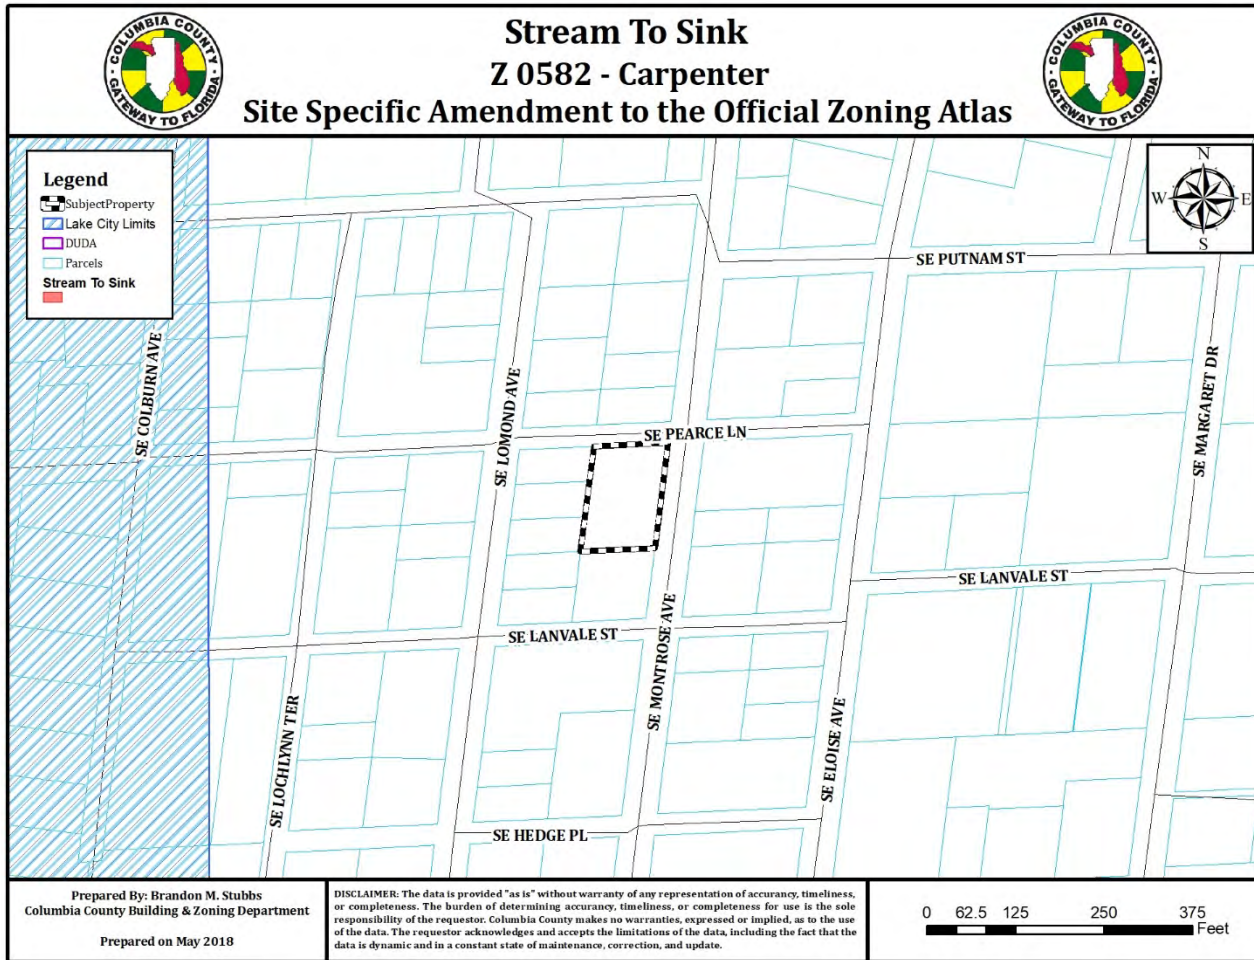 Stream To Sink
Z 0582 - Carpenter
Site Specific Amendment to the Official Zoning Atlas
COLUMBIA COUNTY
GATEWAY TO FLORIDA
COLUMBIA COUNTY
GATEWAY TO FLORIDA
Legend
SubjectProperty
Lake City Limits
DUDA
Parcels
Stream To Sink
N
W
E
S
SE PUTNAM ST
SE COLBURN AVE
SE LOMOND AVE
SE PEARCE LN
SE MARGARET DR
SE LANVALE ST
SE LANVALE ST
SE MONTROSE AVE
SE LOCHLYNN TER
SE ELOISE AVE
SE HEDGE PL
Prepared By: Brandon M. Stubbs
Columbia County Building & Zoning Department
Prepared on May 2018
DISCLAIMER: The data is provided "as is" without warranty of any representation of accurancy, timeliness,
or completeness. The burden of determining accurancy, timeliness, or completeness for use is the sole
responsibility of the requestor. Columbia County makes no warranties, expressed or implied, as to the use
of the data. The requestor acknowledges and accepts the limitations of the data, including the fact that the
data is dynamic and in a constant state of maintenance, correction, and update.
0 62.5 125 250 375
Feet